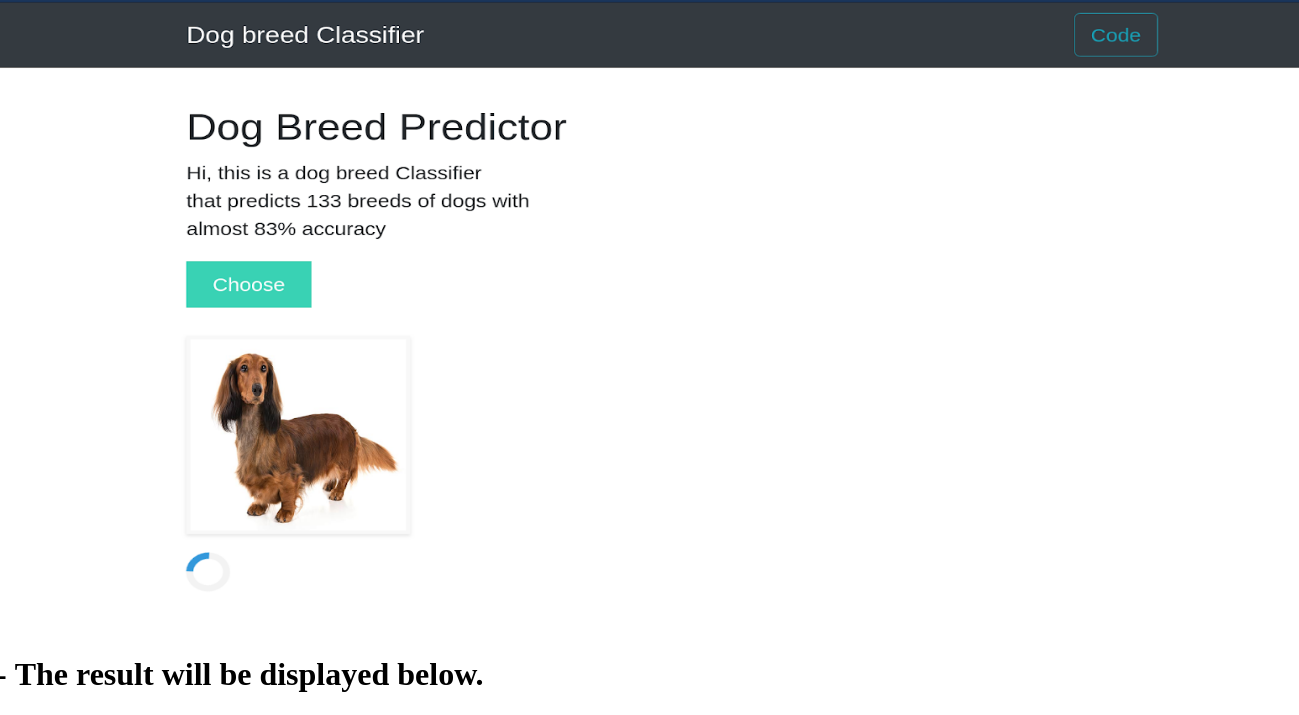 Dog breed Classifier
Code
Dog Breed Predictor
Hi, this is a dog breed Classifier
that predicts 133 breeds of dogs with
almost 83% accuracy
Choose
- The result will be displayed below.